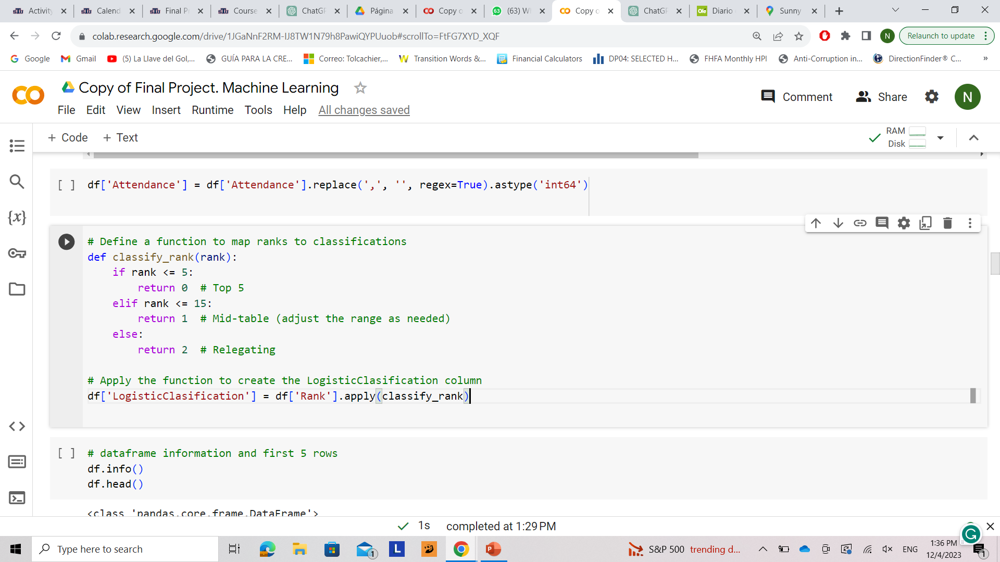 Activity
Calend
Final P
Course
ChatGP
Página
Copy o
(63) W
Copy o
ChatGP
Diario
Sunny
colab.research.google.com/drive/1JGaNnF2RM-IJ8TW1N79h8PawiQYPUuob#scrollTo=FtFG7XYD_XQF
N
Relaunch to update
Google
Gmail
(5) La Llave del Gol,...
GUÍA PARA LA CRE...
Correo: Tolcachier,...
Transition Words &...
Financial Calculators
DP04: SELECTED H...
FHFA Monthly HPI
Anti-Corruption in...
DirectionFinder® C...
»
Copy of Final Project. Machine Learning
Comment
Share
N
File Edit View Insert Runtime Tools Help All changes saved
+ Code + Text
RAM
Disk
[ ] df['Attendance'] = df['Attendance'].replace(',', '', regex=True).astype('int64')
# Define a function to map ranks to classifications
def classify_rank(rank):
if rank <= 5:
return 0 # Top 5
elif rank <= 15:
return 1 # Mid-table (adjust the range as needed)
else:
return 2 # Relegating
# Apply the function to create the LogisticClasification column
df['LogisticClasification'] = df['Rank'].apply(classify_rank)
[ ] # dataframe information and first 5 rows
df.info()
df.head()
<class 'pandas.core.frame.DataFrame'>
1s completed at 1:29 PM
Type here to search
S&P 500 trending d...
ENG
1:36 PM
12/4/2023